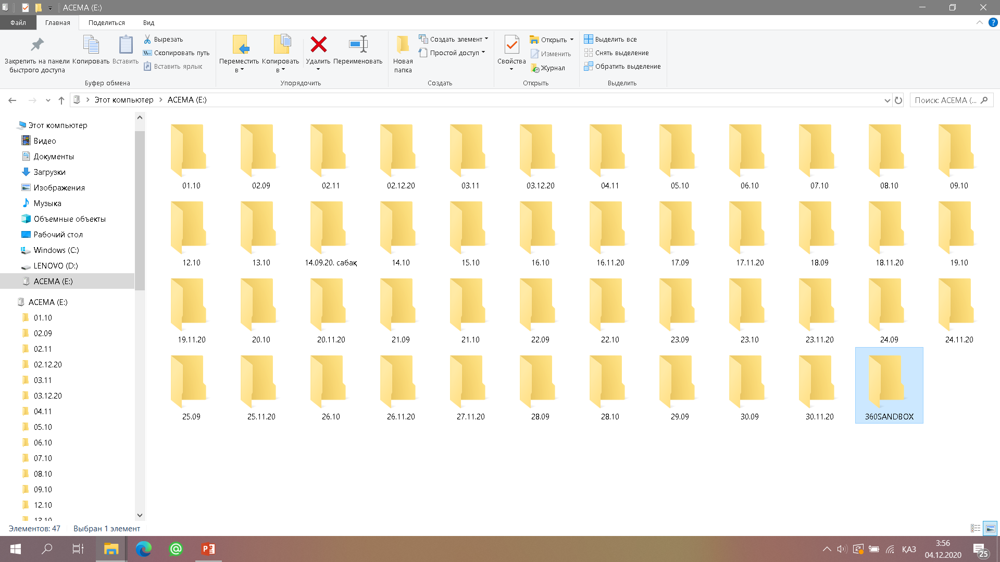 ACEMA (E:)
Файл Главная Поделиться Вид
Закрепить на панели быстрого доступа
Копировать
Вставить
Вырезать
Скопировать путь
Вставить ярлык
Буфер обмена
Переместить в
Копировать в
Удалить
Переименовать
Упорядочить
Новая папка
Создать элемент
Простой доступ
Создать
Свойства
Открыть
Изменить
Журнал
Открыть
Выделить все
Снять выделение
Обратить выделение
Выделить
Этот компьютер ACEMA (E:)
Поиск: ACEMA (...
Этот компьютер
Видео
Документы
Загрузки
Изображения
Музыка
Объемные объекты
Рабочий стол
Windows (C:)
LENOVO (D:)
ACEMA (E:)
ACEMA (E:)
01.10
02.09
02.11
02.12.20
03.11
03.12.20
04.11
05.10
06.10
07.10
08.10
09.10
12.10
13.10
01.10 02.09 02.11 02.12.20 03.11 03.12.20 04.11 05.10 06.10 07.10 08.10 09.10
12.10 13.10 14.09.20. сабақ 14.10 15.10 16.10 16.11.20 17.09 17.11.20 18.09 18.11.20 19.10
19.11.20 20.10 20.11.20 21.09 21.10 22.09 22.10 23.09 23.10 23.11.20 24.09 24.11.20
25.09 25.11.20 26.10 26.11.20 27.11.20 28.09 28.10 29.09 30.09 30.11.20 360SANDBOX
Элементов: 47 Выбран 1 элемент
ҚАЗ
3:56
04.12.2020
25